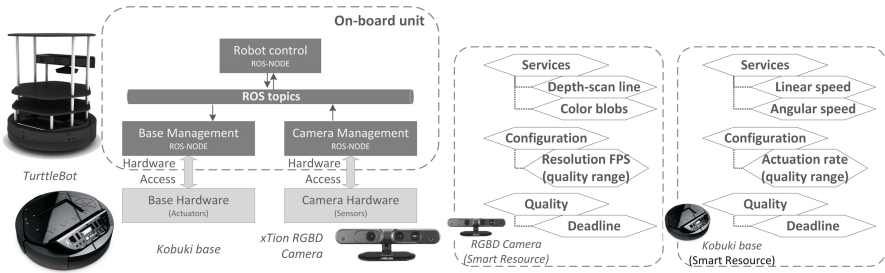 On-board unit
Robot control
ROS-NODE
ROS topics
Base Management
ROS-NODE
Camera Management
ROS-NODE
Hardware
Access
Hardware
Access
Base Hardware
(Actuators)
Camera Hardware
(Sensors)
TurttleBot
Kobuki base
xTion RGBD
Camera
Services
Depth-scan line
Color blobs
Configuration
Resolution FPS
(quality range)
Quality
Deadline
RGBD Camera
(Smart Resource)
Services
Linear speed
Angular speed
Configuration
Actuation rate
(quality range)
Quality
Deadline
Kobuki base
(Smart Resource)